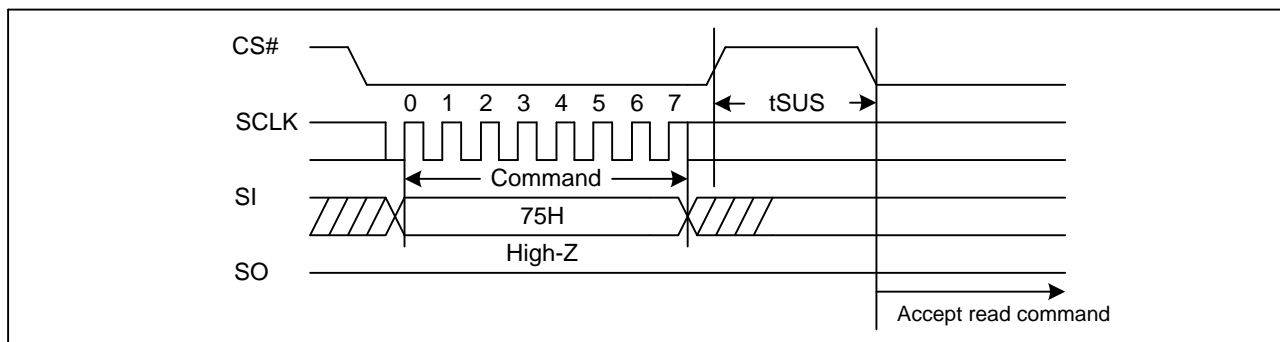 CS#
0 1 2 3 4 5 6 7
tSUS
SCLK
Command
SI
75H
High-Z
SO
Accept read command